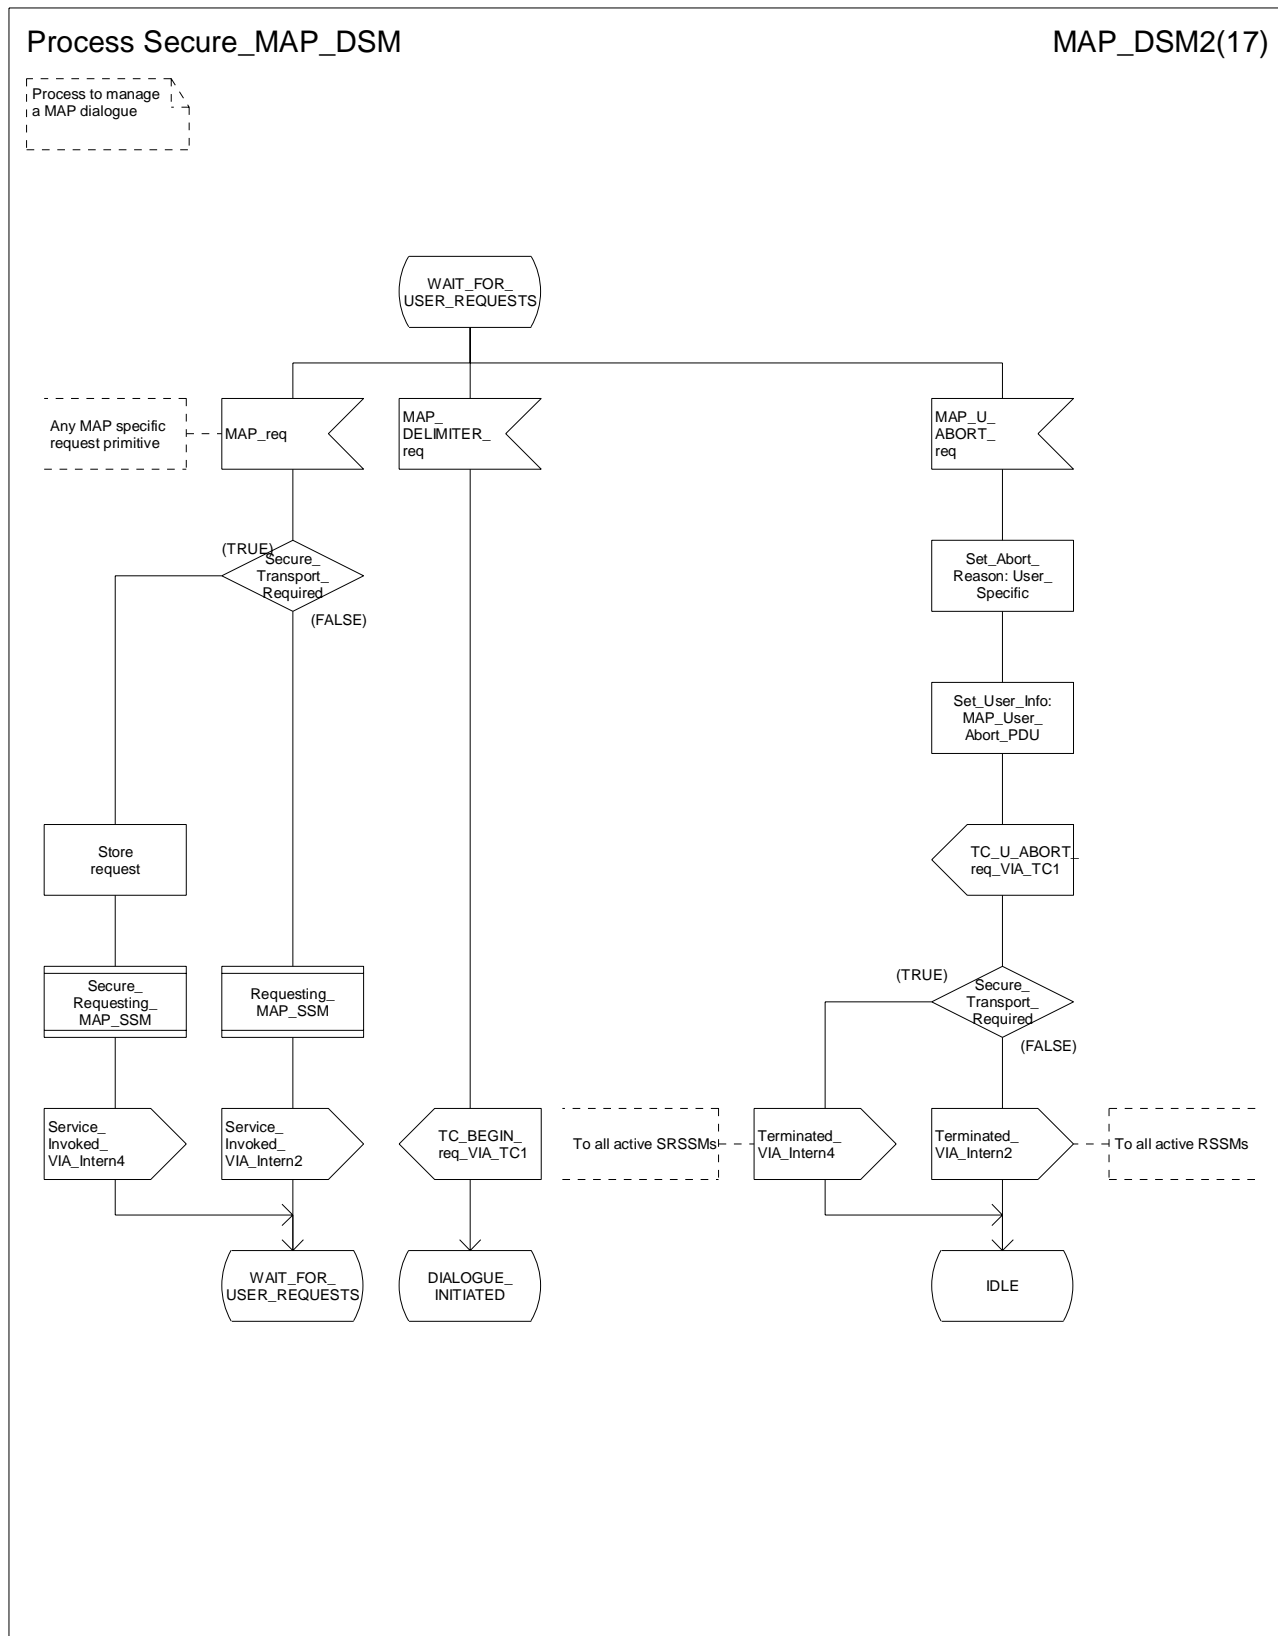 Process Secure_MAP_DSM
MAP_DSM2(17)
Process to manage
a MAP dialogue
WAIT_FOR_
USER_REQUESTS
Any MAP specific
request primitive
MAP_req
MAP_
DELIMITER_
req
MAP_U_
ABORT_
req
(TRUE)
Secure_
Transport_
Required
(FALSE)
Set_Abort_
Reason: User_
Specific
Set_User_Info:
MAP_User_
Abort_PDU
Store
request
TC_U_ABORT_
req_VIA_TC1
Secure_
Requesting_
MAP_SSM
Requesting_
MAP_SSM
(TRUE)
Secure_
Transport_
Required
(FALSE)
Service_
Invoked_
VIA_Intern4
Service_
Invoked_
VIA_Intern2
TC_BEGIN_
req_VIA_TC1
To all active SRSSMs
Terminated_
VIA_Intern4
Terminated_
VIA_Intern2
To all active RSSMs
WAIT_FOR_
USER_REQUESTS
DIALOGUE_
INITIATED
IDLE